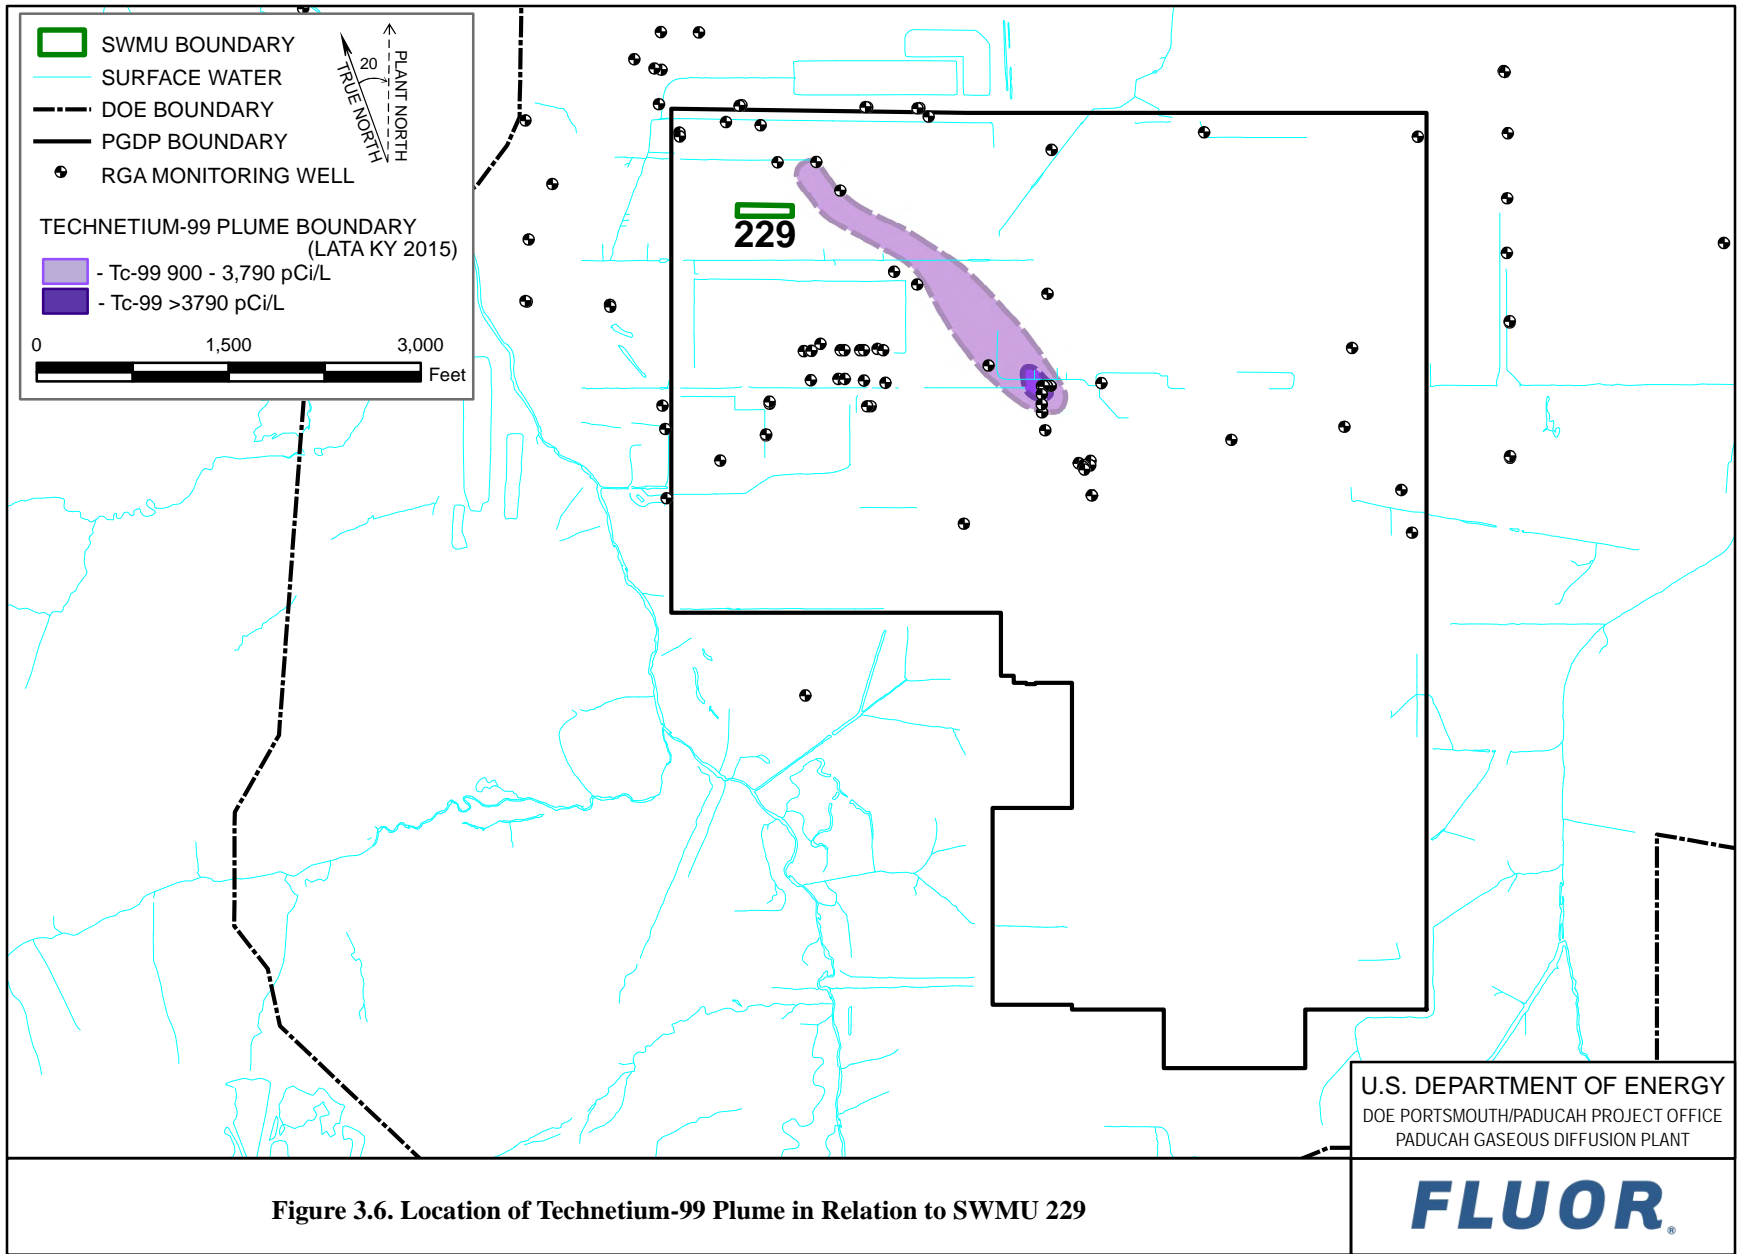 SWMU BOUNDARY
SURFACE WATER
DOE BOUNDARY
PGDP BOUNDARY
RGA MONITORING WELL
20
TRUE NORTH
PLANT NORTH
TECHNETIUM-99 PLUME BOUNDARY
(LATA KY 2015)
- Tc-99 900 - 3,790 pCi/L
- Tc-99 >3790 pCi/L
0 1,500 3,000
Feet
229
U.S. DEPARTMENT OF ENERGY
DOE PORTSMOUTH/PADUCAH PROJECT OFFICE
PADUCAH GASEOUS DIFFUSION PLANT
Figure 3.6. Location of Technetium-99 Plume in Relation to SWMU 229
FLUOR®